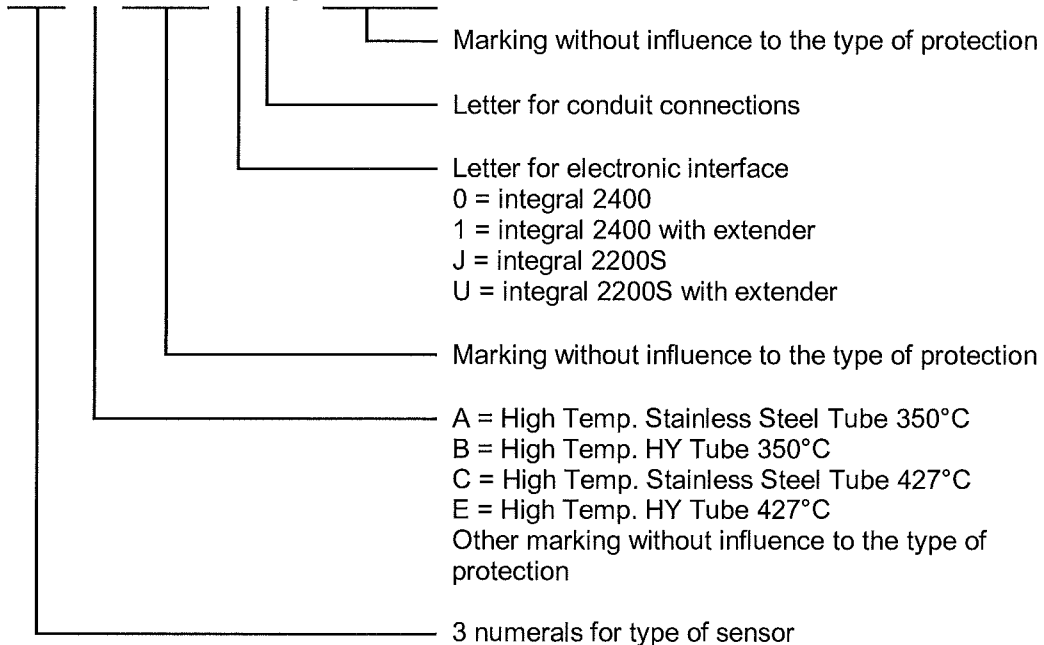 Marking without influence to the type of protection
Letter for conduit connections
Letter for electronic interface
0 = integral 2400
1 = integral 2400 with extender
J = integral 2200S
U = integral 2200S with extender
Marking without influence to the type of protection
A = High Temp. Stainless Steel Tube 350°C
B = High Temp. HY Tube 350°C
C = High Temp. Stainless Steel Tube 427°C
E = High Temp. HY Tube 427°C
Other marking without influence to the type of
protection
3 numerals for type of sensor